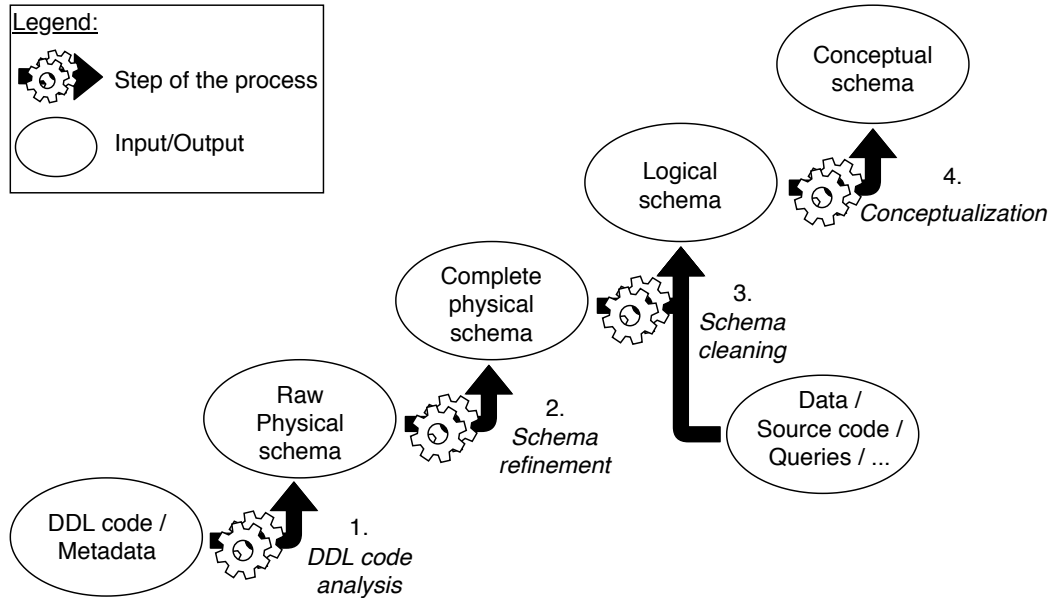 Legend:
Step of the process
Input/Output
Conceptual
schema
Logical
schema
4.
Conceptualization
Complete
physical
schema
3.
Schema
cleaning
Raw
Physical
schema
2.
Schema
refinement
Data /
Source code /
Queries / ...
DDL code /
Metadata
1.
DDL code
analysis